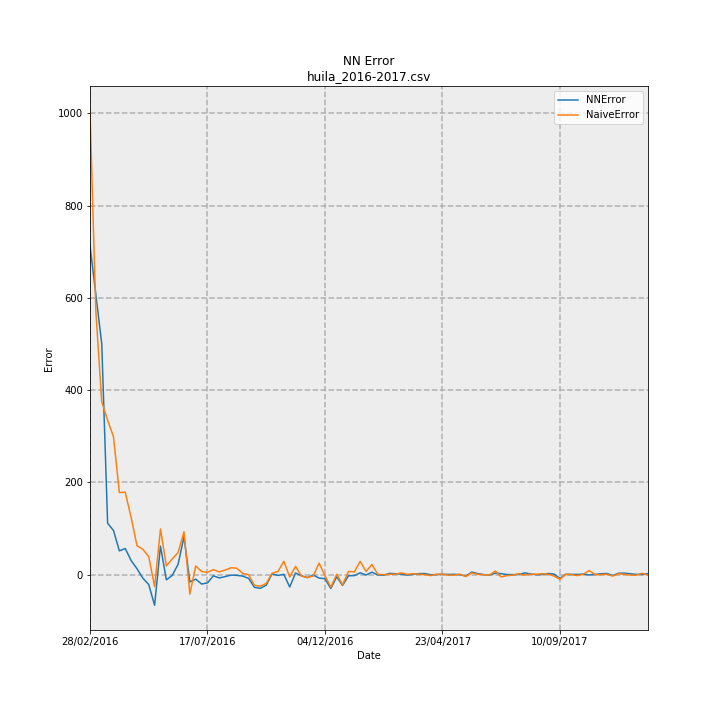 NN Error
huila_2016-2017.csv
NNError
NaiveError
1000
800
600
400
200
0
Error
28/02/2016
17/07/2016
04/12/2016
23/04/2017
10/09/2017
Date